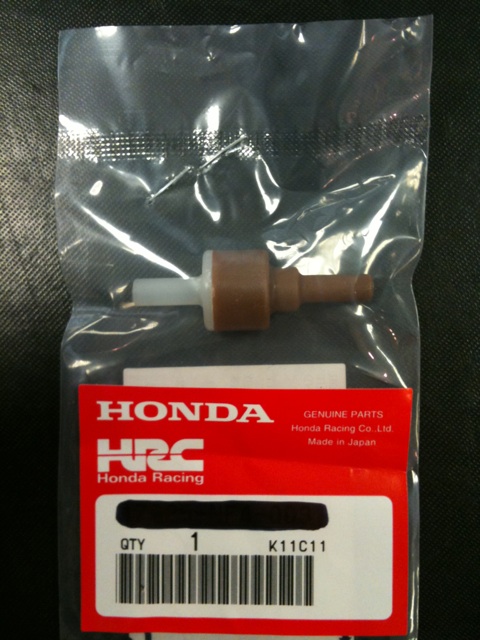 HONDA
GENUINE PARTS
Honda Racing Co.,Ltd.
Made in Japan
HRC
Honda Racing
QTY 1 K11C11